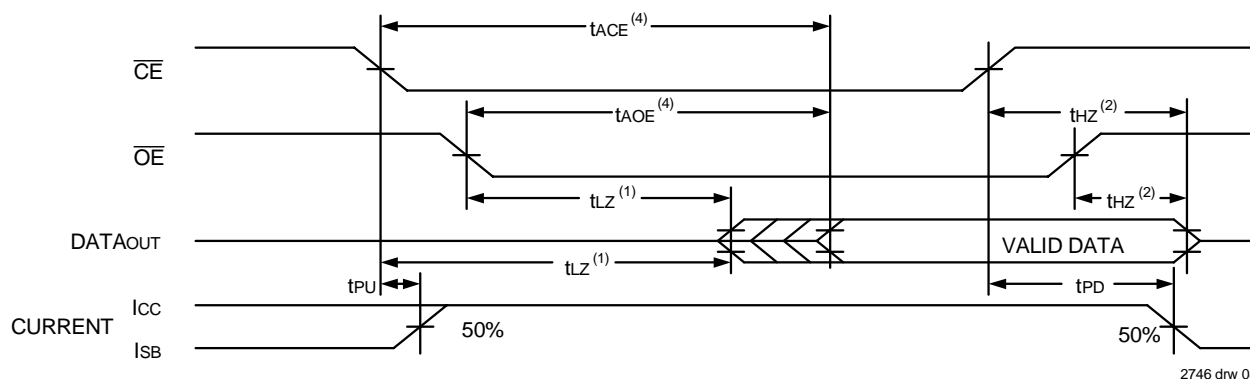 tACE (4)
CE
tAOE (4)
tHZ (2)
OE
tLZ (1)
tHZ (2)
DATAOUT
VALID DATA
tLZ (1)
tPU
tPD
ICC
CURRENT
50%
50%
ISB
2746 drw 0